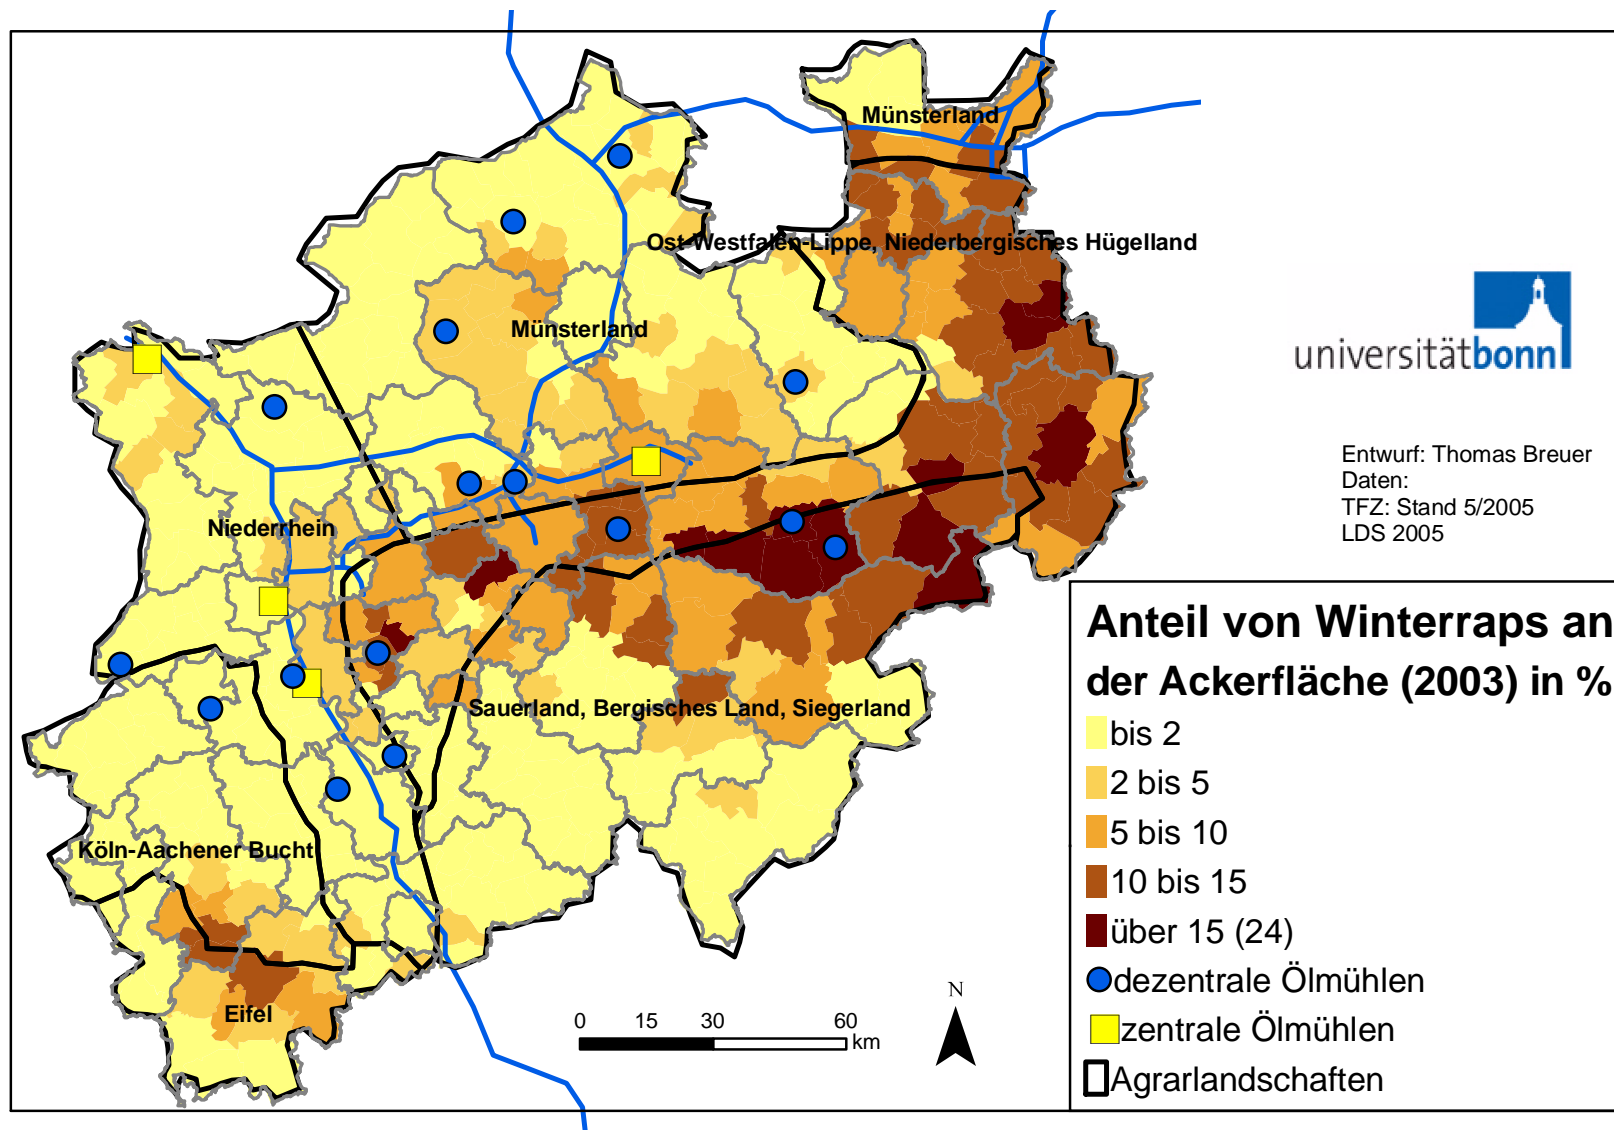 Münsterland
Ost-Westfalen-Lippe, Niederbergisches Hügelland
Münsterland
Niederrhein
Sauerland, Bergisches Land, Siegerland
Köln-Aachener Bucht
Eifel
universitätbonn
Entwurf: Thomas Breuer
Daten:
TFZ: Stand 5/2005
LDS 2005
Anteil von Winterraps an
der Ackerfläche (2003) in %
bis 2
2 bis 5
5 bis 10
10 bis 15
über 15 (24)
dezentrale Ölmühlen
zentrale Ölmühlen
Agrarlandschaften
N
0 15 30 60
km